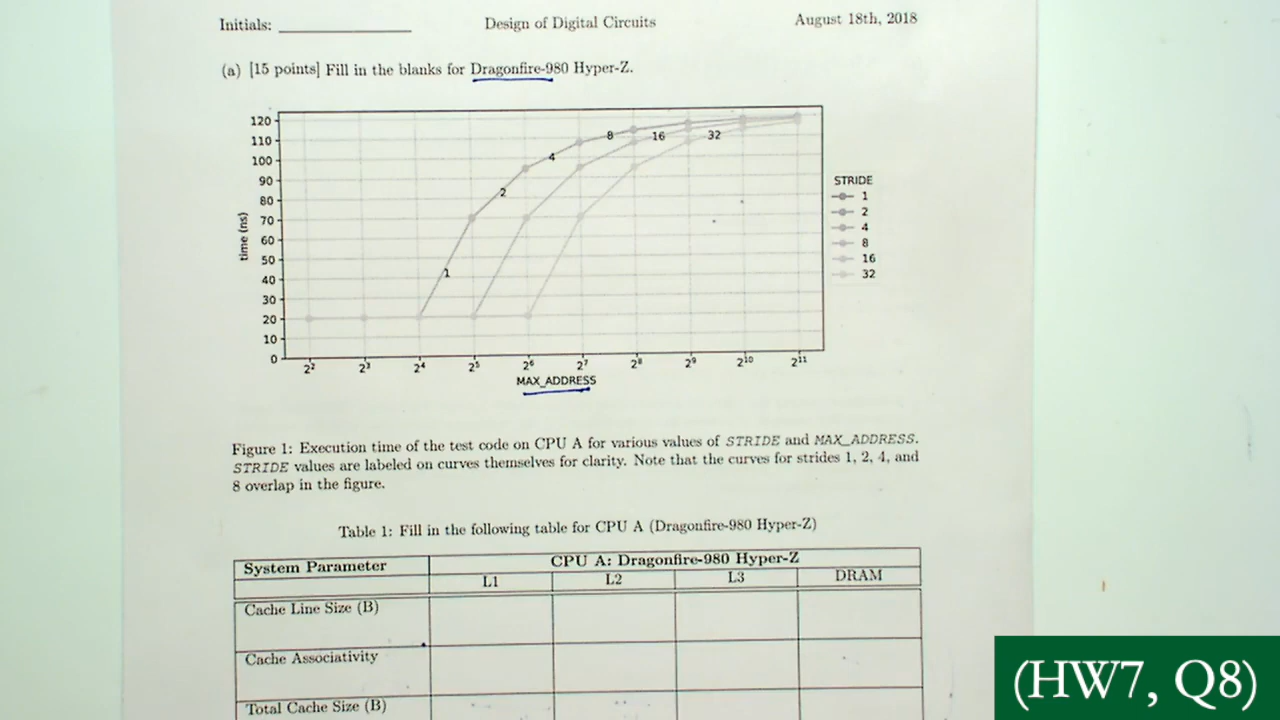 Initials: ____________ Design of Digital Circuits August 18th, 2018
(a) [15 points] Fill in the blanks for Dragonfire-980 Hyper-Z.
120
110
100
90
80
70
60
50
40
30
20
10
0
time (ns)
1
2
4
8
16
32
2² 2³ 2⁴ 2⁵ 2⁶ 2⁷ 2⁸ 2⁹ 2¹⁰ 2¹¹
MAX_ADDRESS
STRIDE
1
2
4
8
16
32
Figure 1: Execution time of the test code on CPU A for various values of STRIDE and MAX_ADDRESS.
STRIDE values are labeled on curves themselves for clarity. Note that the curves for strides 1, 2, 4, and
8 overlap in the figure.
Table 1: Fill in the following table for CPU A (Dragonfire-980 Hyper-Z)
System Parameter CPU A: Dragonfire-980 Hyper-Z
L1 L2 L3 DRAM
Cache Line Size (B)
Cache Associativity
Total Cache Size (B)
(HW7, Q8)